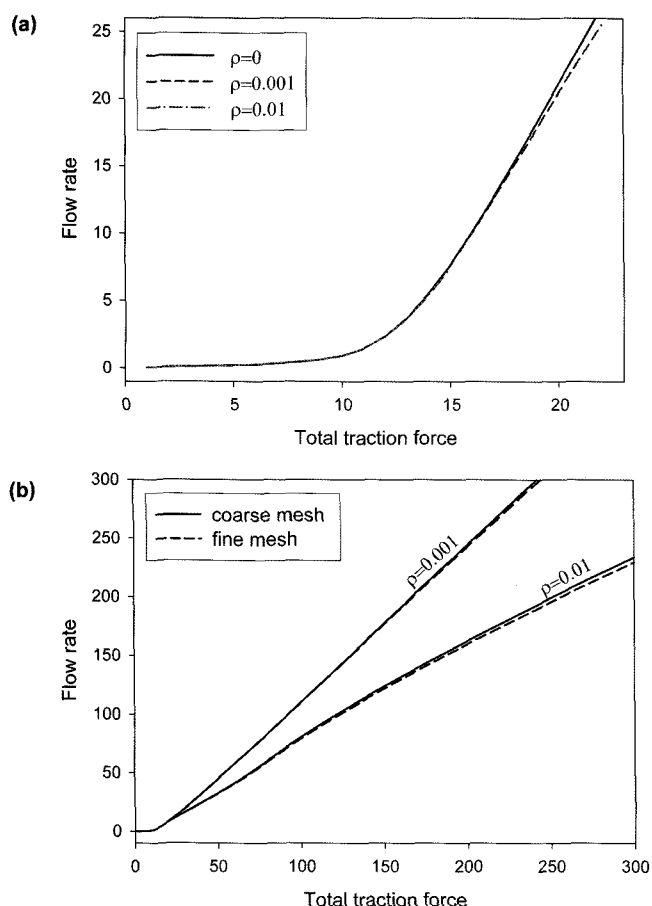 (a)
25
20
15
10
5
0
Flow rate
ρ=0
ρ=0.001
ρ=0.01
0 5 10 15 20
Total traction force
(b)
300
250
200
150
100
50
0
Flow rate
coarse mesh
fine mesh
ρ=0.001
ρ=0.01
0 50 100 150 200 250 300
Total traction force